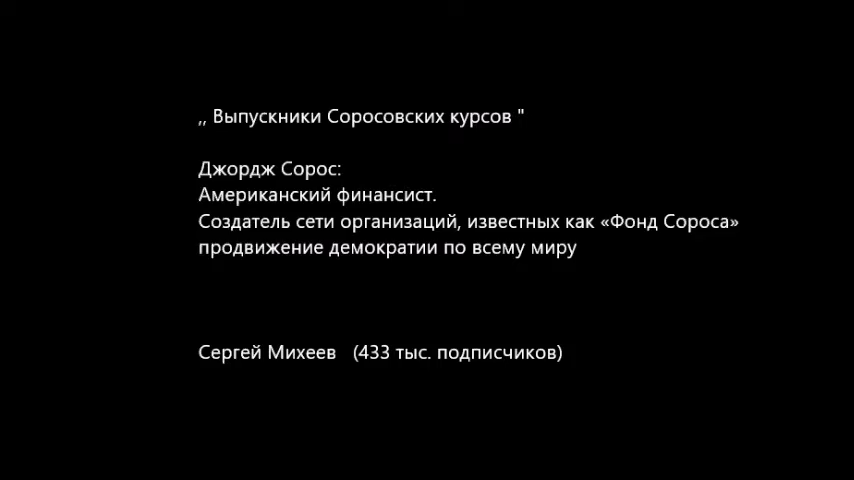 ,, Выпускники Соросовских курсов "
Джордж Сорос:
Американский финансист.
Создатель сети организаций, известных как «Фонд Сороса»
продвижение демократии по всему миру
Сергей Михеев (433 тыс. подписчиков)